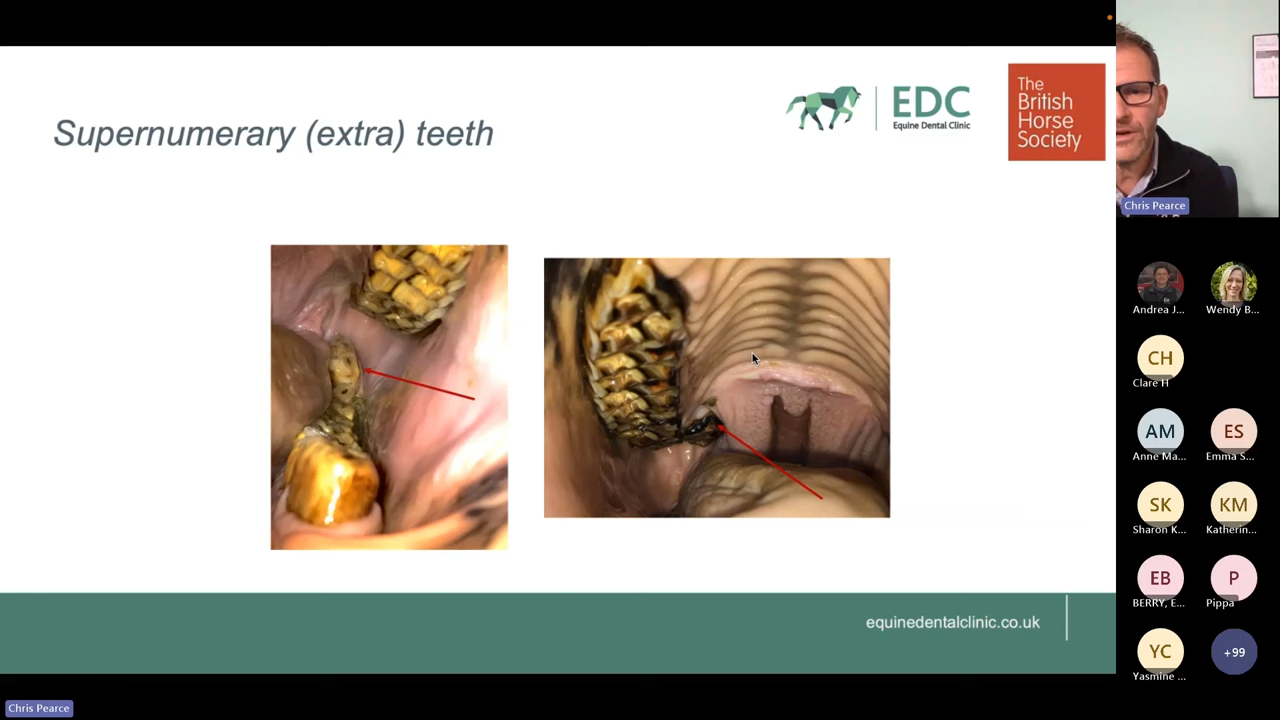 Supernumerary (extra) teeth
EDC
Equine Dental Clinic
The
British
Horse
Society
equinedentalclinic.co.uk
Chris Pearce
Andrea J...
Wendy B...
CH
Clare H
AM
Anne Ma...
ES
Emma S...
SK
Sharon K...
KM
Katherin...
EB
BERRY, E...
P
Pippa
YC
Yasmine ...
+99
Chris Pearce